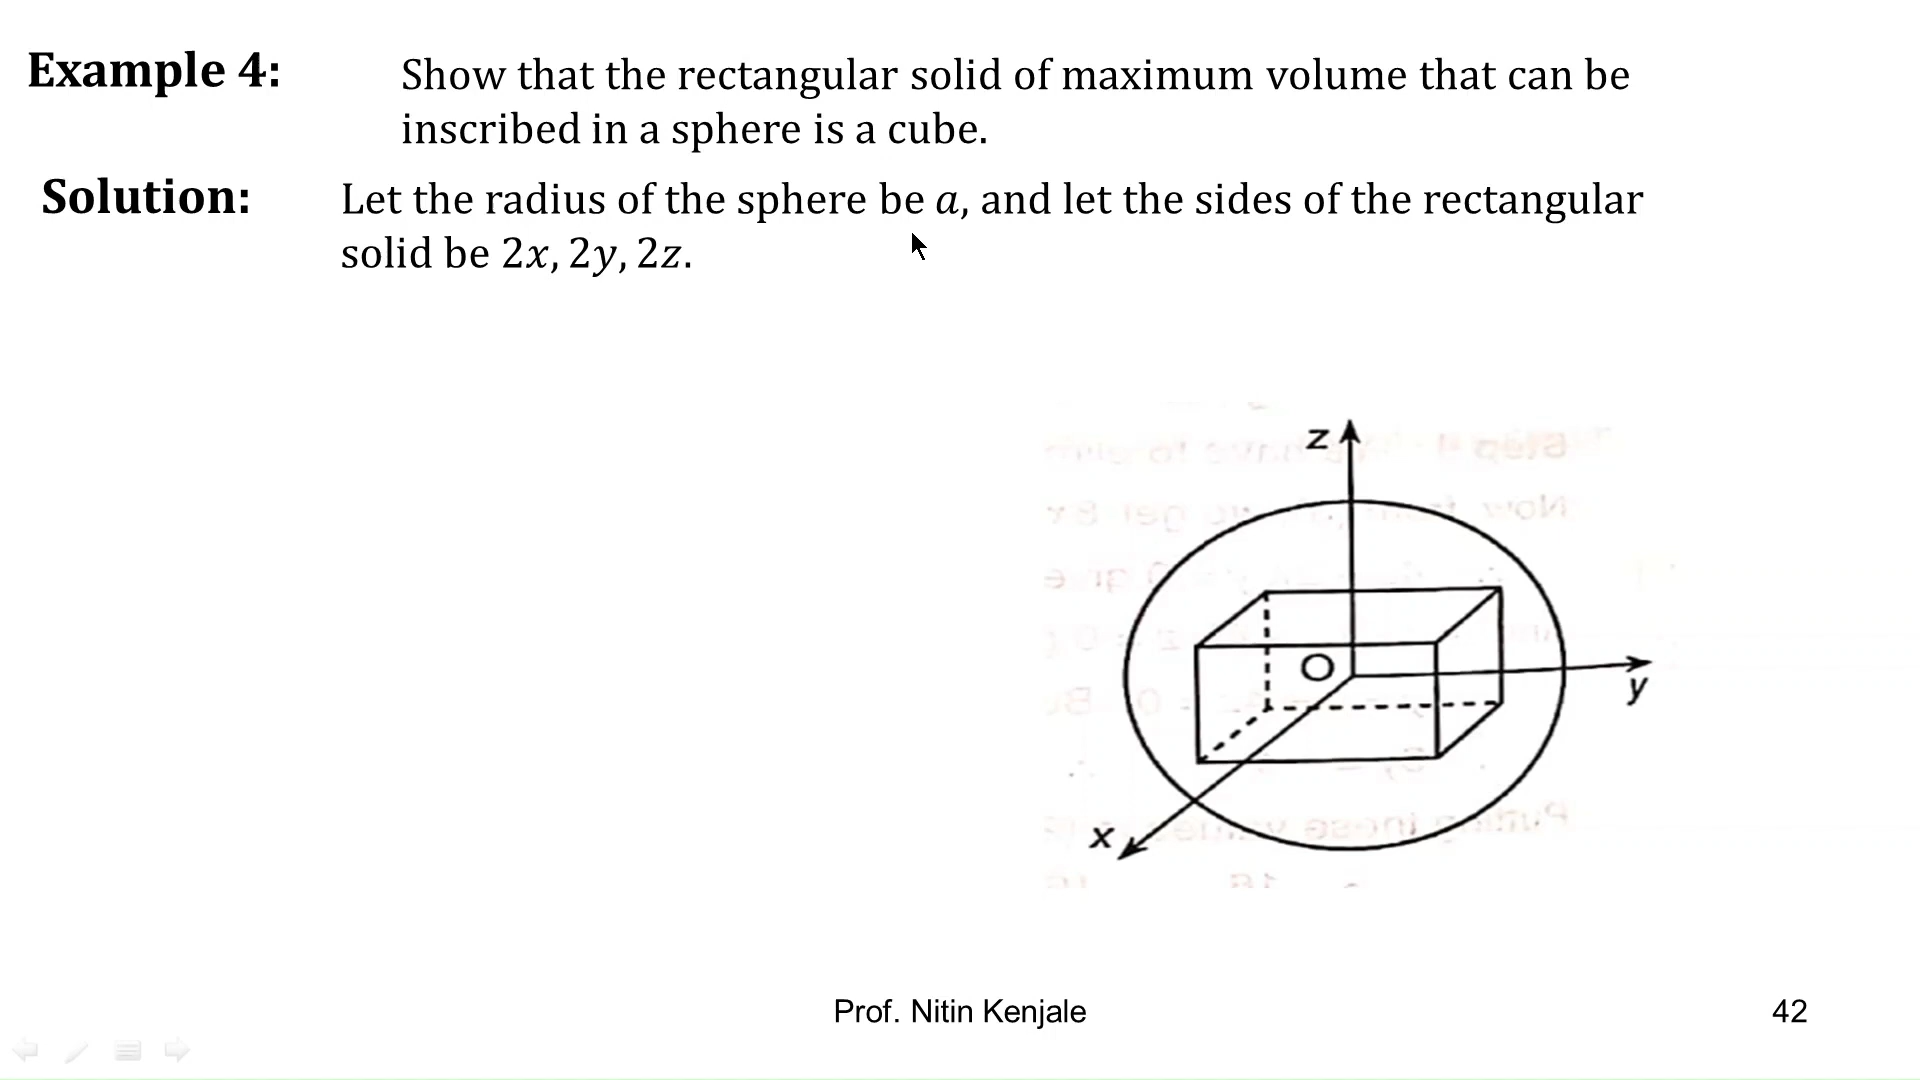 Example 4:
Show that the rectangular solid of maximum volume that can be
inscribed in a sphere is a cube.
Solution:
Let the radius of the sphere be a, and let the sides of the rectangular
solid be 2x, 2y, 2z.
z
O
y
x
Prof. Nitin Kenjale
42